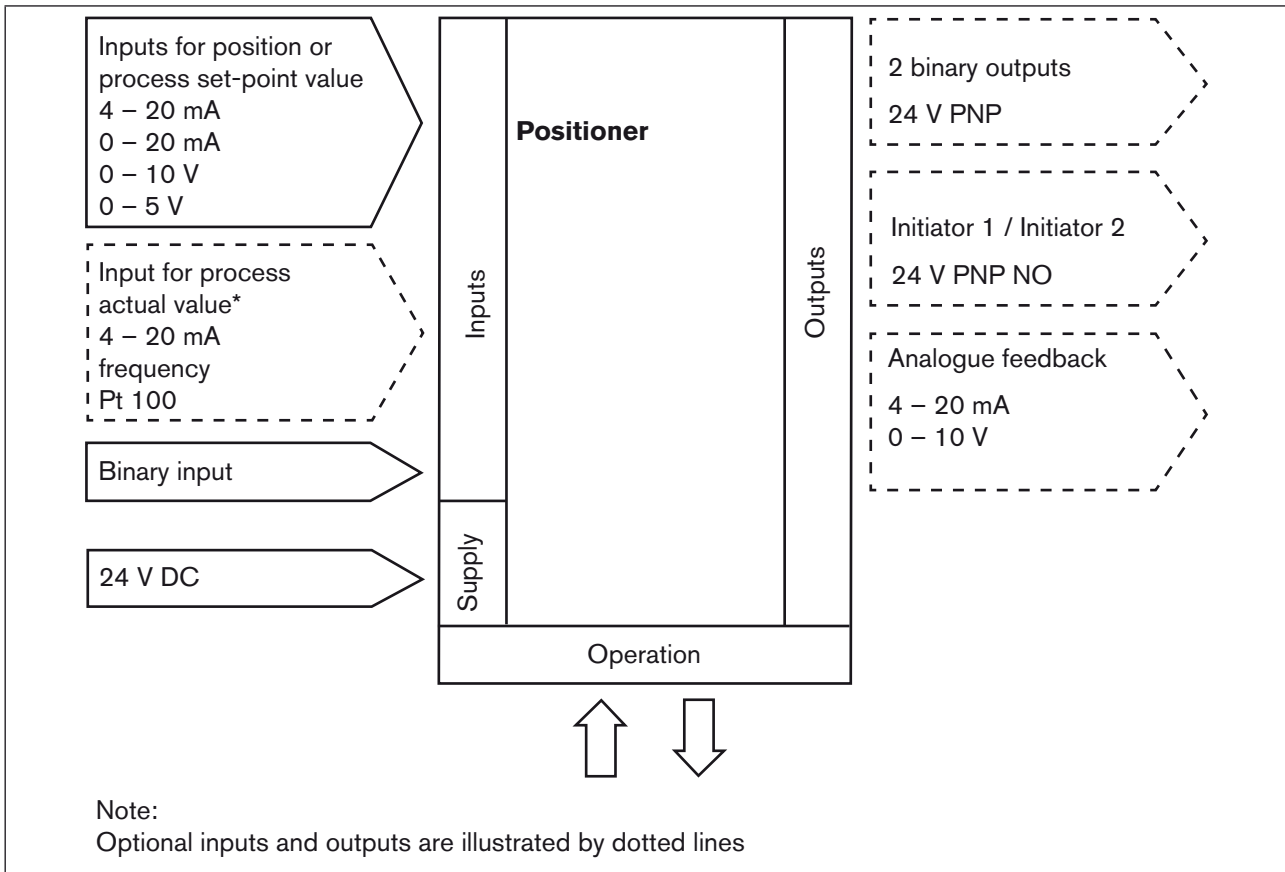 Inputs for position or
process set-point value
4 – 20 mA
0 – 20 mA
0 – 10 V
0 – 5 V
Input for process
actual value*
4 – 20 mA
frequency
Pt 100
Binary input
24 V DC
Inputs
Supply
Positioner
Operation
Outputs
2 binary outputs
24 V PNP
Initiator 1 / Initiator 2
24 V PNP NO
Analogue feedback
4 – 20 mA
0 – 10 V
Note:
Optional inputs and outputs are illustrated by dotted lines